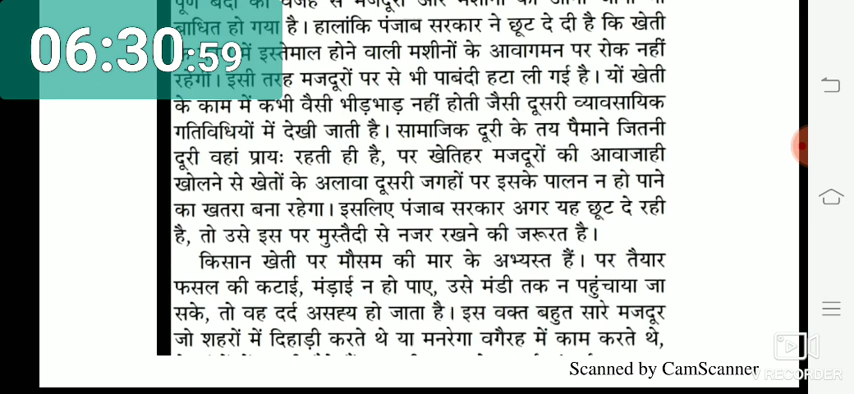 06:30:59
बाधित हो गया है। हालांकि पंजाब सरकार ने छूट दे दी है कि खेती
में इस्तेमाल होने वाली मशीनों के आवागमन पर रोक नहीं
रहेगी। इसी तरह मजदूरों पर से भी पाबंदी हटा ली गई है। यों खेती
के काम में कभी वैसी भीड़भाड़ नहीं होती जैसी दूसरी व्यावसायिक
गतिविधियों में देखी जाती है। सामाजिक दूरी के तय पैमाने जितनी
दूरी वहां प्रायः रहती ही है, पर खेतिहर मजदूरों की आवाजाही
खोलने से खेतों के अलावा दूसरी जगहों पर इसके पालन न हो पाने
का खतरा बना रहेगा। इसलिए पंजाब सरकार अगर यह छूट दे रही
है, तो उसे इस पर मुस्तैदी से नजर रखने की जरूरत है।
किसान खेती पर मौसम की मार के अभ्यस्त हैं। पर तैयार
फसल की कटाई, मंड़ाई न हो पाए, उसे मंडी तक न पहुंचाया जा
सके, तो वह दर्द असह्य हो जाता है। इस वक्त बहुत सारे मजदूर
जो शहरों में दिहाड़ी करते थे या मनरेगा वगैरह में काम करते थे,
Scanned by CamScanner
V RECORDER